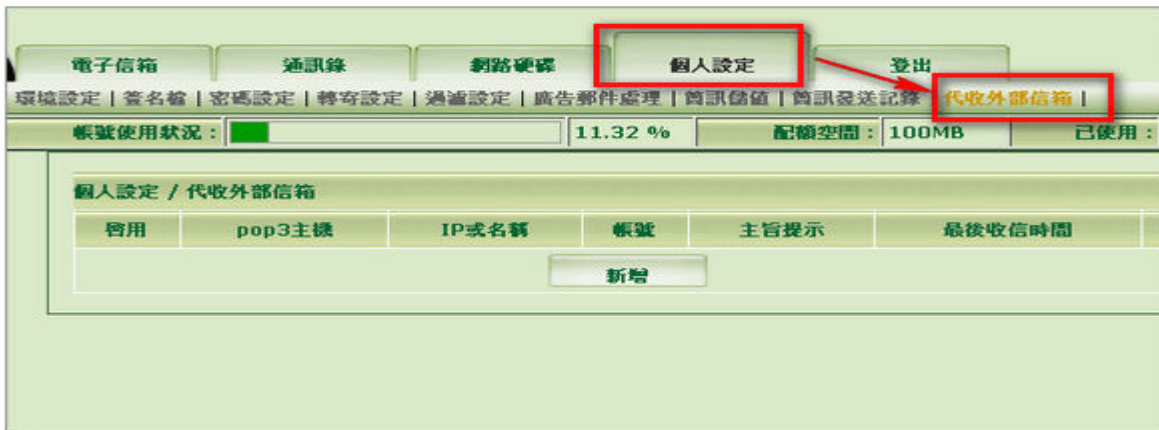 電子信箱 通訊錄 網路硬碟 個人設定 登出
環境設定 | 簽名檔 | 密碼設定 | 轉寄設定 | 過濾設定 | 廣告郵件處理 | 簡訊儲值 | 簡訊發送記錄 代收外部信箱 |
帳號使用狀況： 11.32 % 配額空間： 100MB 已使用：
個人設定 / 代收外部信箱
啓用 pop3主機 IP或名稱 帳號 主旨提示 最後收信時間
新增